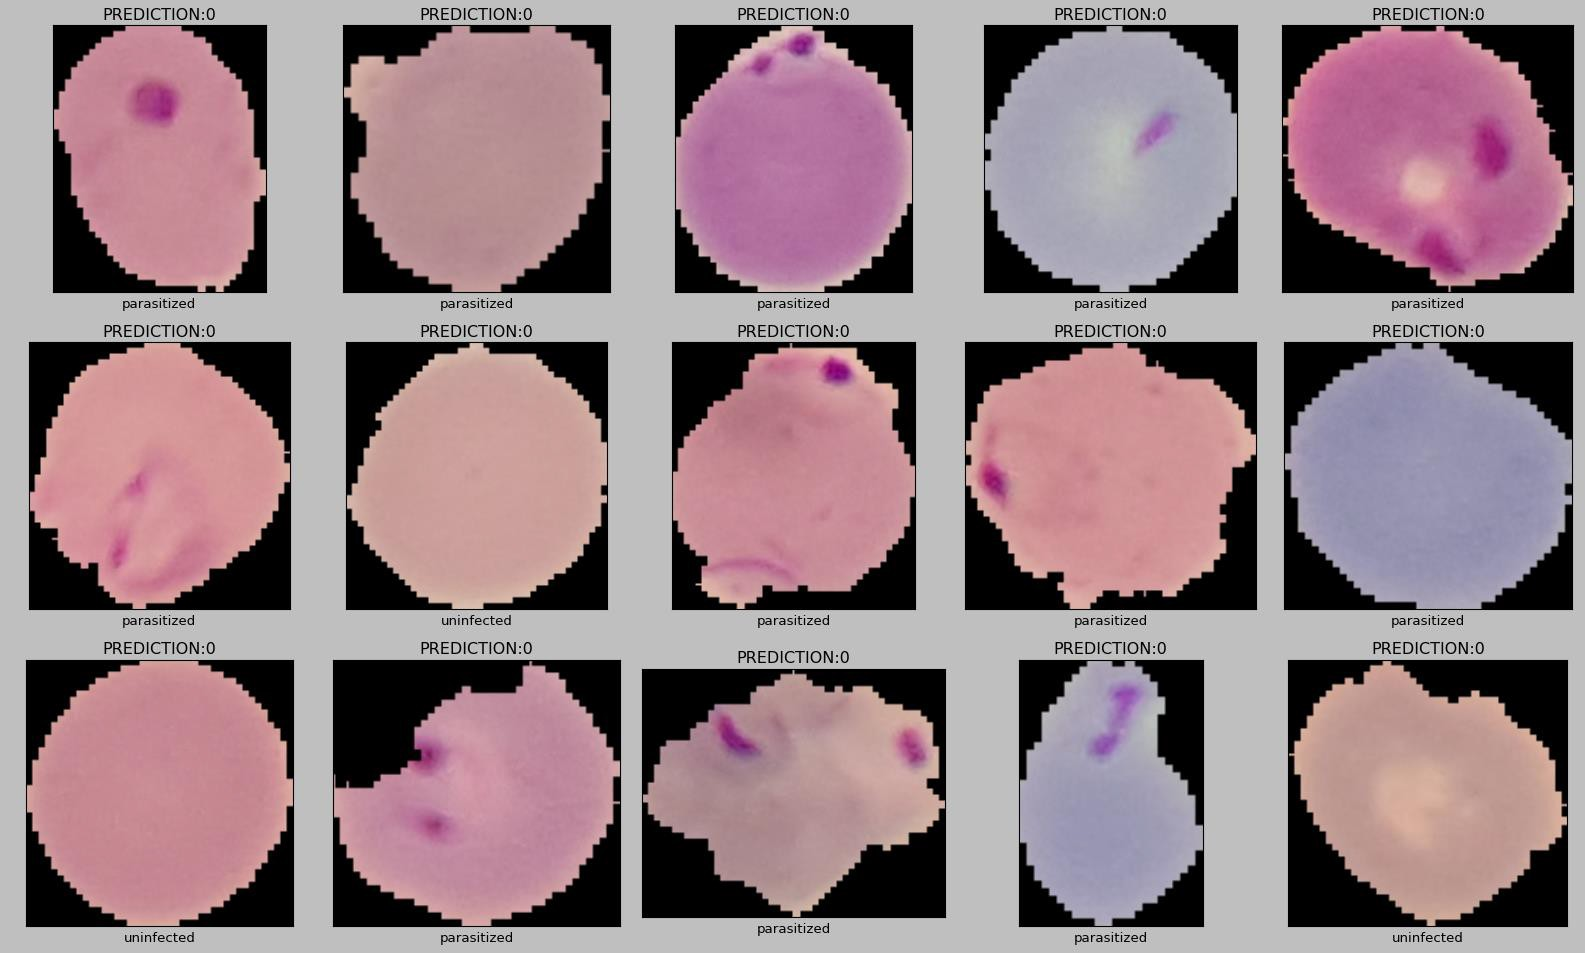 PREDICTION:0 PREDICTION:0 PREDICTION:0 PREDICTION:0 PREDICTION:0
parasitized parasitized parasitized parasitized parasitized
PREDICTION:0 PREDICTION:0 PREDICTION:0 PREDICTION:0 PREDICTION:0
parasitized uninfected parasitized parasitized parasitized
PREDICTION:0 PREDICTION:0 PREDICTION:0 PREDICTION:0 PREDICTION:0
uninfected parasitized parasitized parasitized uninfected